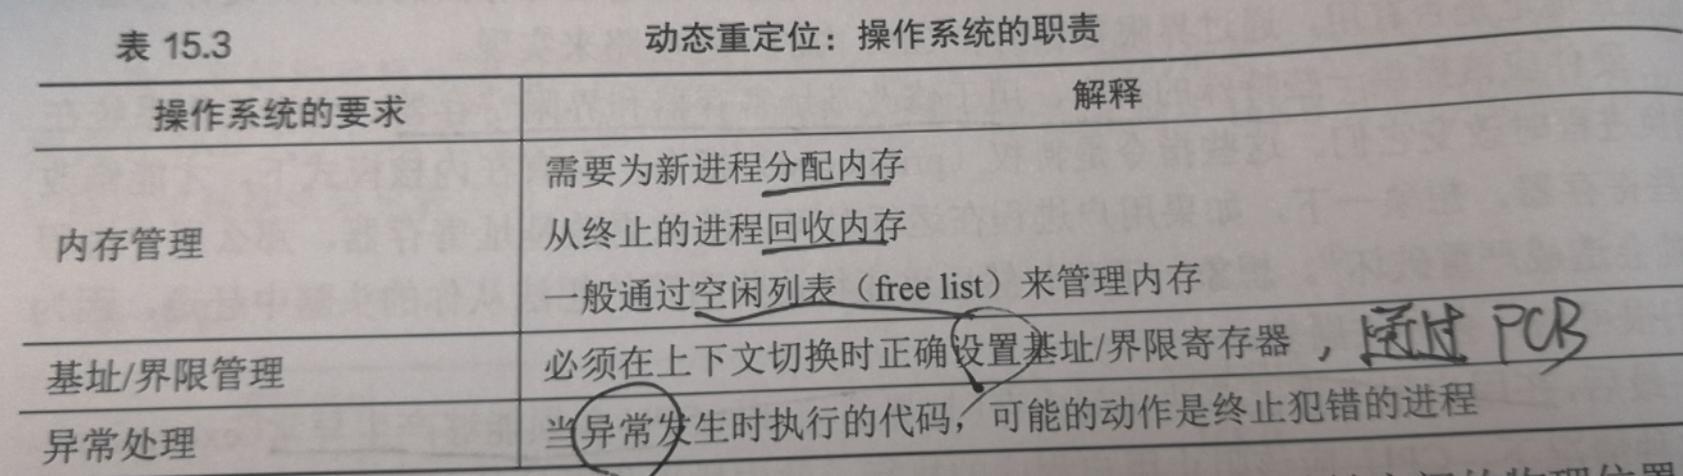 表 15.3
动态重定位：操作系统的职责
操作系统的要求
解释
内存管理
需要为新进程分配内存
从终止的进程回收内存
一般通过空闲列表（free list）来管理内存
基址/界限管理
必须在上下文切换时正确设置基址/界限寄存器，通过 PCB
异常处理
当异常发生时执行的代码，可能的动作是终止犯错的进程